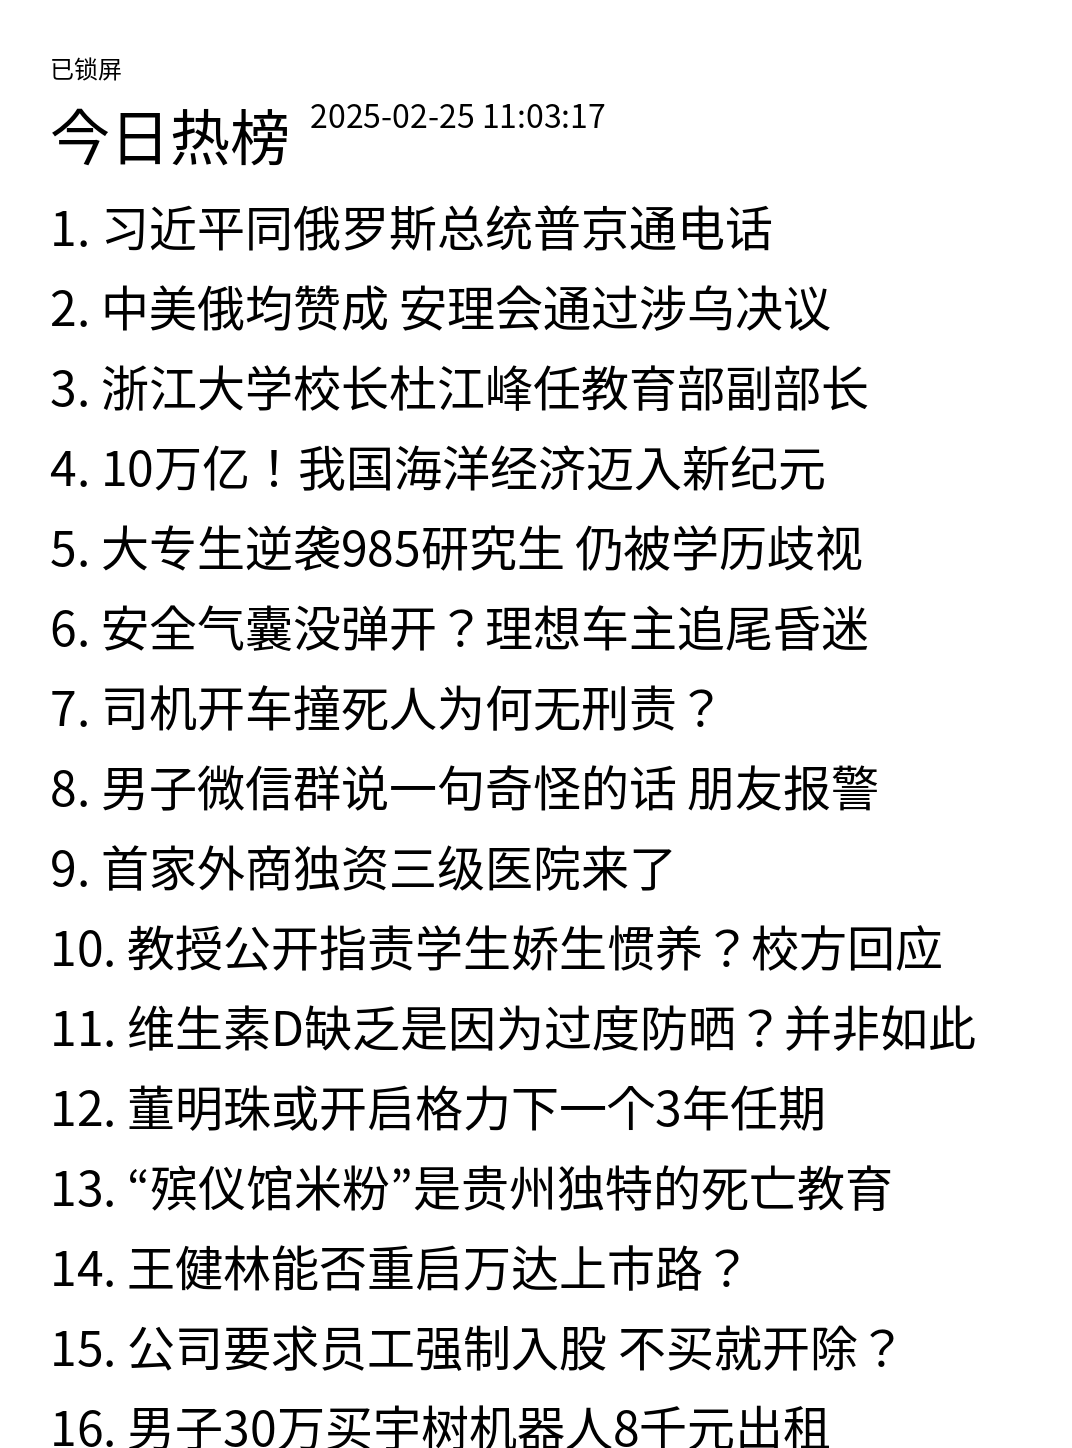 已锁屏
今日热榜 2025-02-25 11:03:17
1. 习近平同俄罗斯总统普京通电话
2. 中美俄均赞成 安理会通过涉乌决议
3. 浙江大学校长杜江峰任教育部副部长
4. 10万亿！我国海洋经济迈入新纪元
5. 大专生逆袭985研究生 仍被学历歧视
6. 安全气囊没弹开？理想车主追尾昏迷
7. 司机开车撞死人为何无刑责？
8. 男子微信群说一句奇怪的话 朋友报警
9. 首家外商独资三级医院来了
10. 教授公开指责学生娇生惯养？校方回应
11. 维生素D缺乏是因为过度防晒？并非如此
12. 董明珠或开启格力下一个3年任期
13. “殡仪馆米粉”是贵州独特的死亡教育
14. 王健林能否重启万达上市路？
15. 公司要求员工强制入股 不买就开除？
16. 男子30万买宇树机器人8千元出租